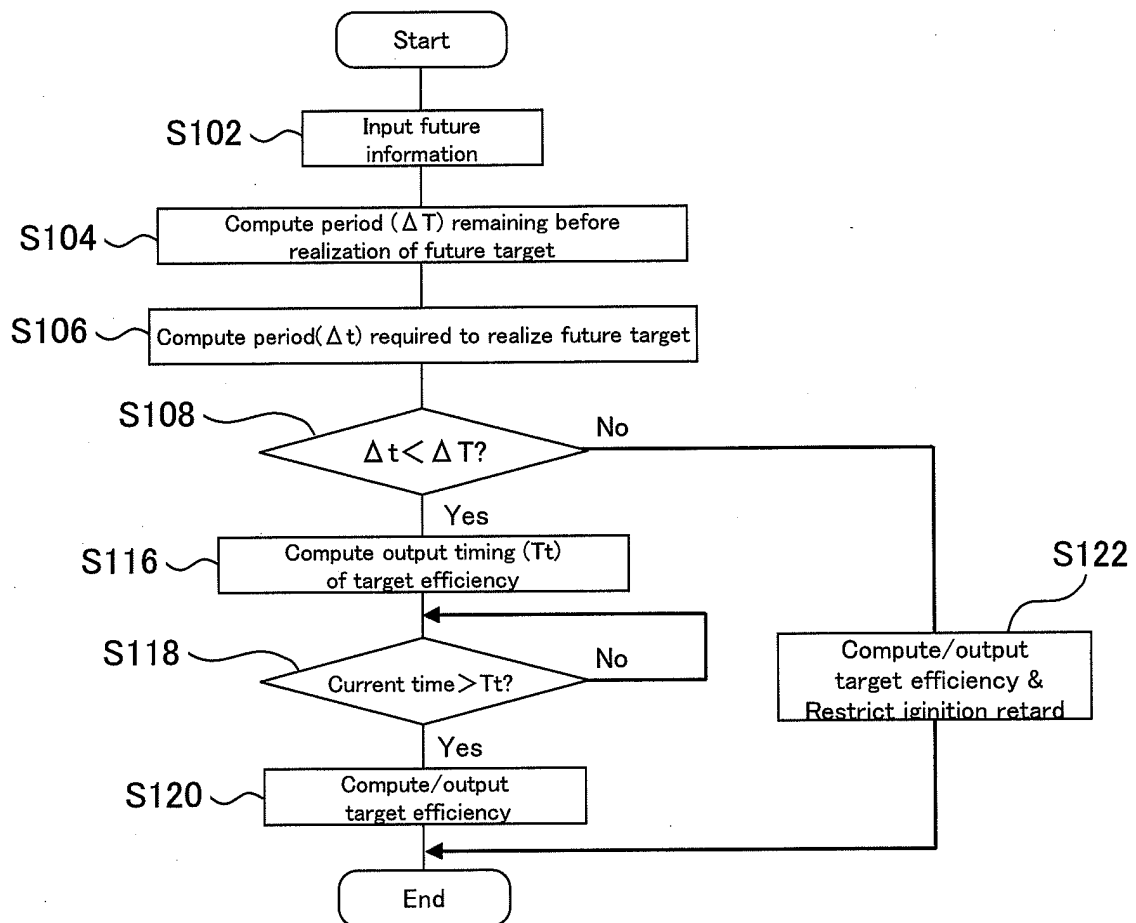 Start
S102
Input future
information
S104
Compute period (ΔT) remaining before
realization of future target
S106
Compute period(Δt) required to realize future target
S108
Δt＜ΔT?
No
Yes
S116
Compute output timing (Tt)
of target efficiency
S122
S118
Current time＞Tt?
No
Compute/output
target efficiency &
Restrict iginition retard
Yes
S120
Compute/output
target efficiency
End